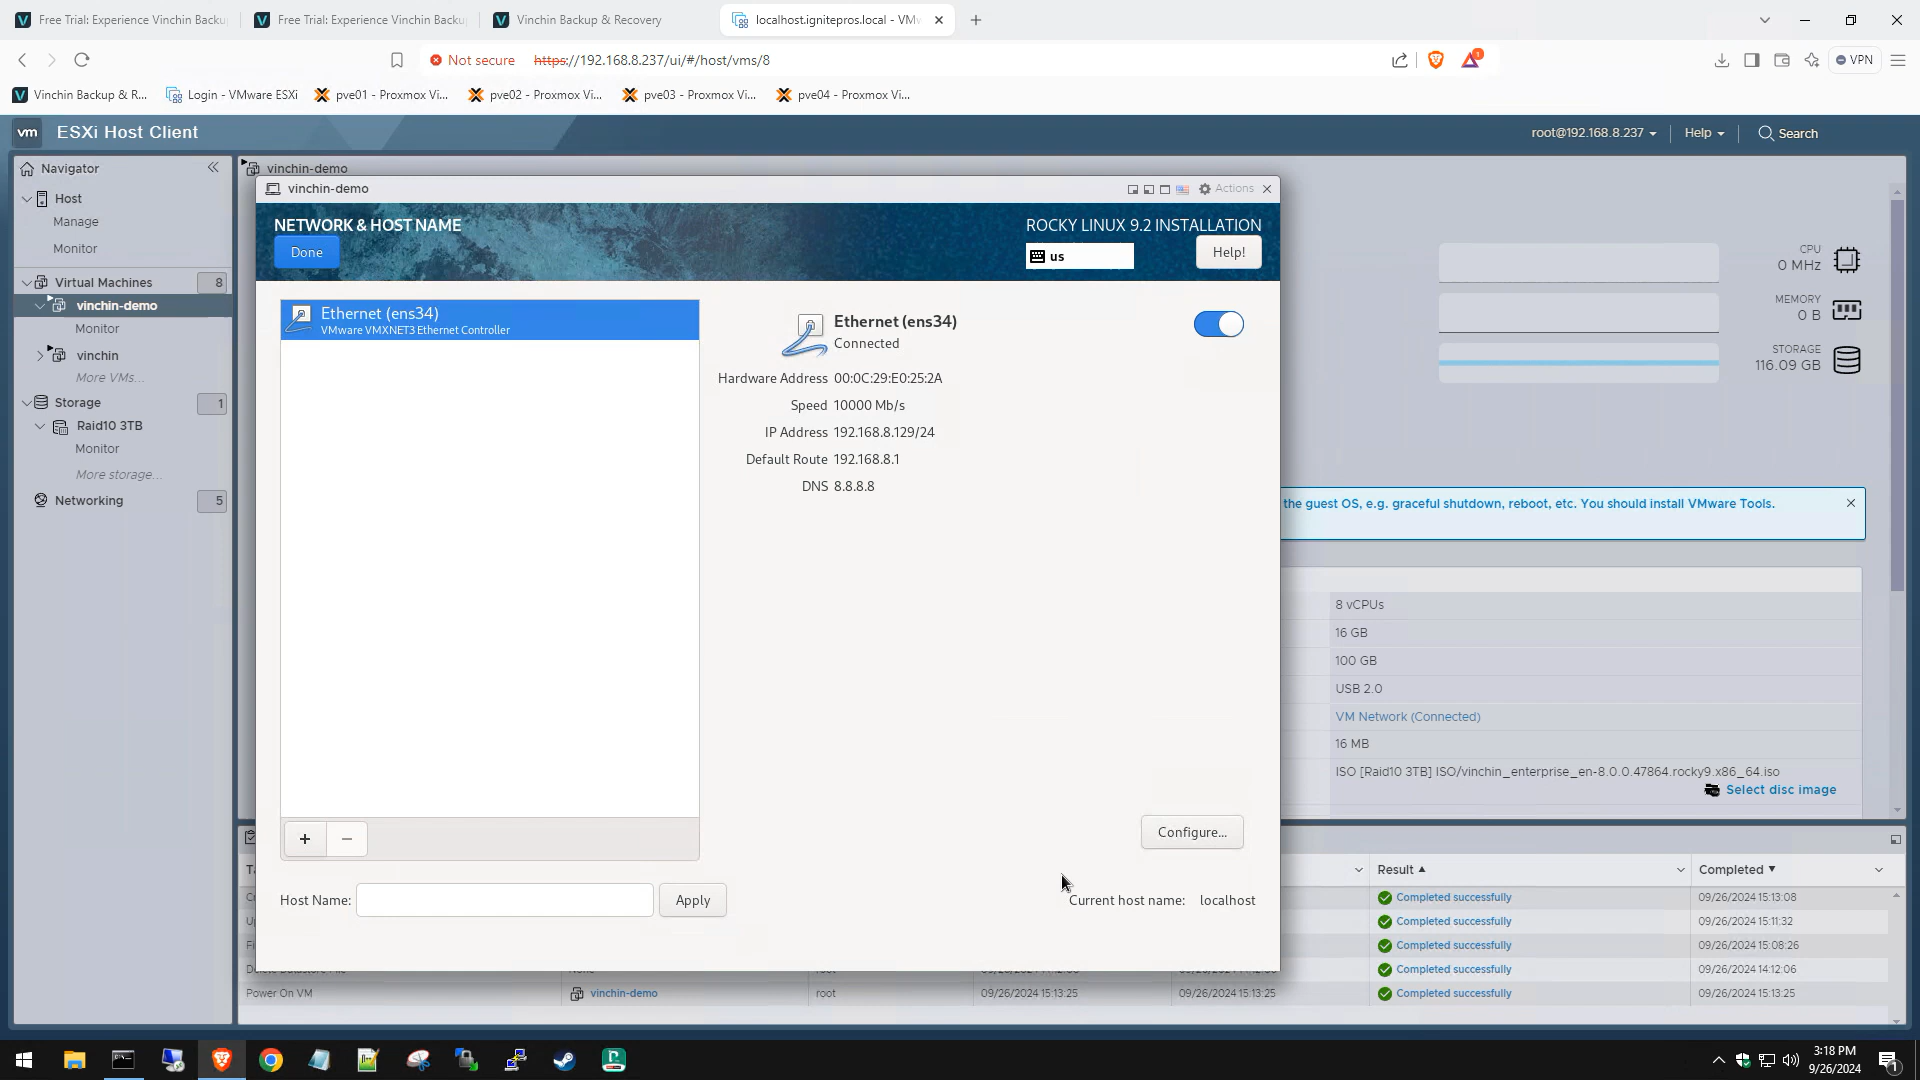 Free Trial: Experience Vinchin Backu
Free Trial: Experience Vinchin Backu
Vinchin Backup & Recovery
localhost.ignitepros.local - VMw
Not secure
https://192.168.8.237/ui/#/host/vms/8
1
VPN
Vinchin Backup & R...
Login - VMware ESXi
pve01 - Proxmox Vi...
pve02 - Proxmox Vi...
pve03 - Proxmox Vi...
pve04 - Proxmox Vi...
vm
ESXi Host Client
root@192.168.8.237
Help
Search
Navigator
Host
Manage
Monitor
Virtual Machines
8
vinchin-demo
Monitor
vinchin
More VMs...
Storage
1
Raid10 3TB
Monitor
More storage...
Networking
5
vinchin-demo
vinchin-demo
Actions
NETWORK & HOST NAME
Done
ROCKY LINUX 9.2 INSTALLATION
us
Help!
Ethernet (ens34)
VMware VMXNET3 Ethernet Controller
Ethernet (ens34)
Connected
Hardware Address 00:0C:29:E0:25:2A
Speed 10000 Mb/s
IP Address 192.168.8.129/24
Default Route 192.168.8.1
DNS 8.8.8.8
+
−
Configure...
Host Name:
Apply
Current host name: localhost
CPU
0 MHz
MEMORY
0 B
STORAGE
116.09 GB
the guest OS, e.g. graceful shutdown, reboot, etc. You should install VMware Tools.
8 vCPUs
16 GB
100 GB
USB 2.0
VM Network (Connected)
16 MB
ISO [Raid10 3TB] ISO/vinchin_enterprise_en-8.0.0.47864.rocky9.x86_64.iso
Select disc image
Result
Completed
Completed successfully
09/26/2024 15:13:08
Completed successfully
09/26/2024 15:11:32
Completed successfully
09/26/2024 15:08:26
Completed successfully
09/26/2024 14:12:06
Power On VM
vinchin-demo
root
09/26/2024 15:13:25
09/26/2024 15:13:25
Completed successfully
09/26/2024 15:13:25
3:18 PM
9/26/2024
1